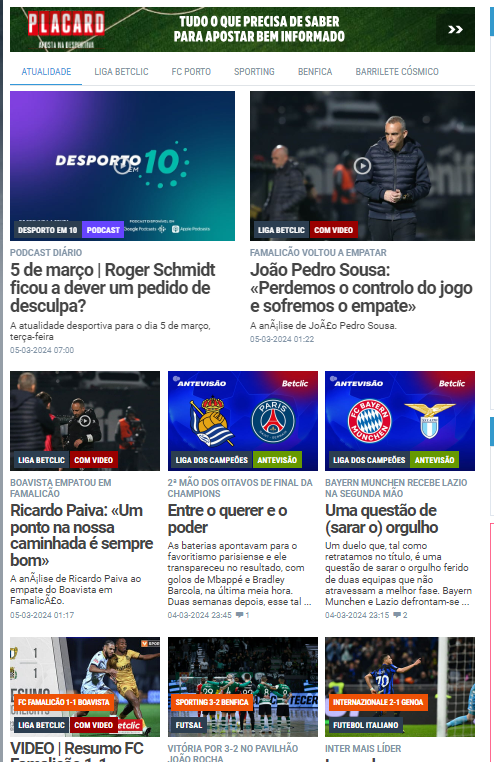 PLACARD
APOSTA NA DESPORTIVA
TUDO O QUE PRECISA DE SABER
PARA APOSTAR BEM INFORMADO
ATUALIDADE LIGA BETCLIC FC PORTO SPORTING BENFICA BARRILETE CÓSMICO
DESPORTO
EM 10
PODCAST DISPONÍVEL EM
Google Podcasts Apple Podcasts
DESPORTO EM 10 PODCAST
PODCAST DIÁRIO
5 de março | Roger Schmidt
ficou a dever um pedido de
desculpa?
A atualidade desportiva para o dia 5 de março,
terça-feira
05-03-2024 07:00
LIGA BETCLIC COM VIDEO
FAMALICÃO VOLTOU A EMPATAR
João Pedro Sousa:
«Perdemos o controlo do jogo
e sofremos o empate»
A anÃ¡lise de JoÃ£o Pedro Sousa.
05-03-2024 01:22
LIGA BETCLIC COM VIDEO
BOAVISTA EMPATOU EM
FAMALICÃO
Ricardo Paiva: «Um
ponto na nossa
caminhada é sempre
bom»
A anÃ¡lise de Ricardo Paiva ao
empate do Boavista em
FamalicÃ£o.
05-03-2024 01:17
ANTEVISÃO Betclic
PARIS
LIGA DOS CAMPEÕES ANTEVISÃO
2ª MÃO DOS OITAVOS DE FINAL DA
CHAMPIONS
Entre o querer e o
poder
As baterias apontavam para o
favoritismo parisiense e ele
transpareceu no resultado, com
golos de Mbappé e Bradley
Barcola, na última meia hora.
Duas semanas depois, esse tal ...
04-03-2024 23:45 1
ANTEVISÃO Betclic
FC BAYERN
MÜNCHEN
LIGA DOS CAMPEÕES ANTEVISÃO
BAYERN MUNCHEN RECEBE LAZIO
NA SEGUNDA MÃO
Uma questão de
(sarar o) orgulho
Um duelo que, tal como
retratamos no título, é uma
questão de sarar o orgulho ferido
de duas equipas que não
atravessam a melhor fase. Bayern
Munchen e Lazio defrontam-se ...
04-03-2024 23:15 2
1
1
RESUMO
FC FAMALICÃO 1-1 BOAVISTA
LIGA BETCLIC COM VIDEO
betclic
VIDEO | Resumo FC
Famalicão 1-1
SPORTING 3-2 BENFICA
FUTSAL
VITÓRIA POR 3-2 NO PAVILHÃO
JOÃO ROCHA
70
INTERNAZIONALE 2-1 GENOA
FUTEBOL ITALIANO
INTER MAIS LÍDER